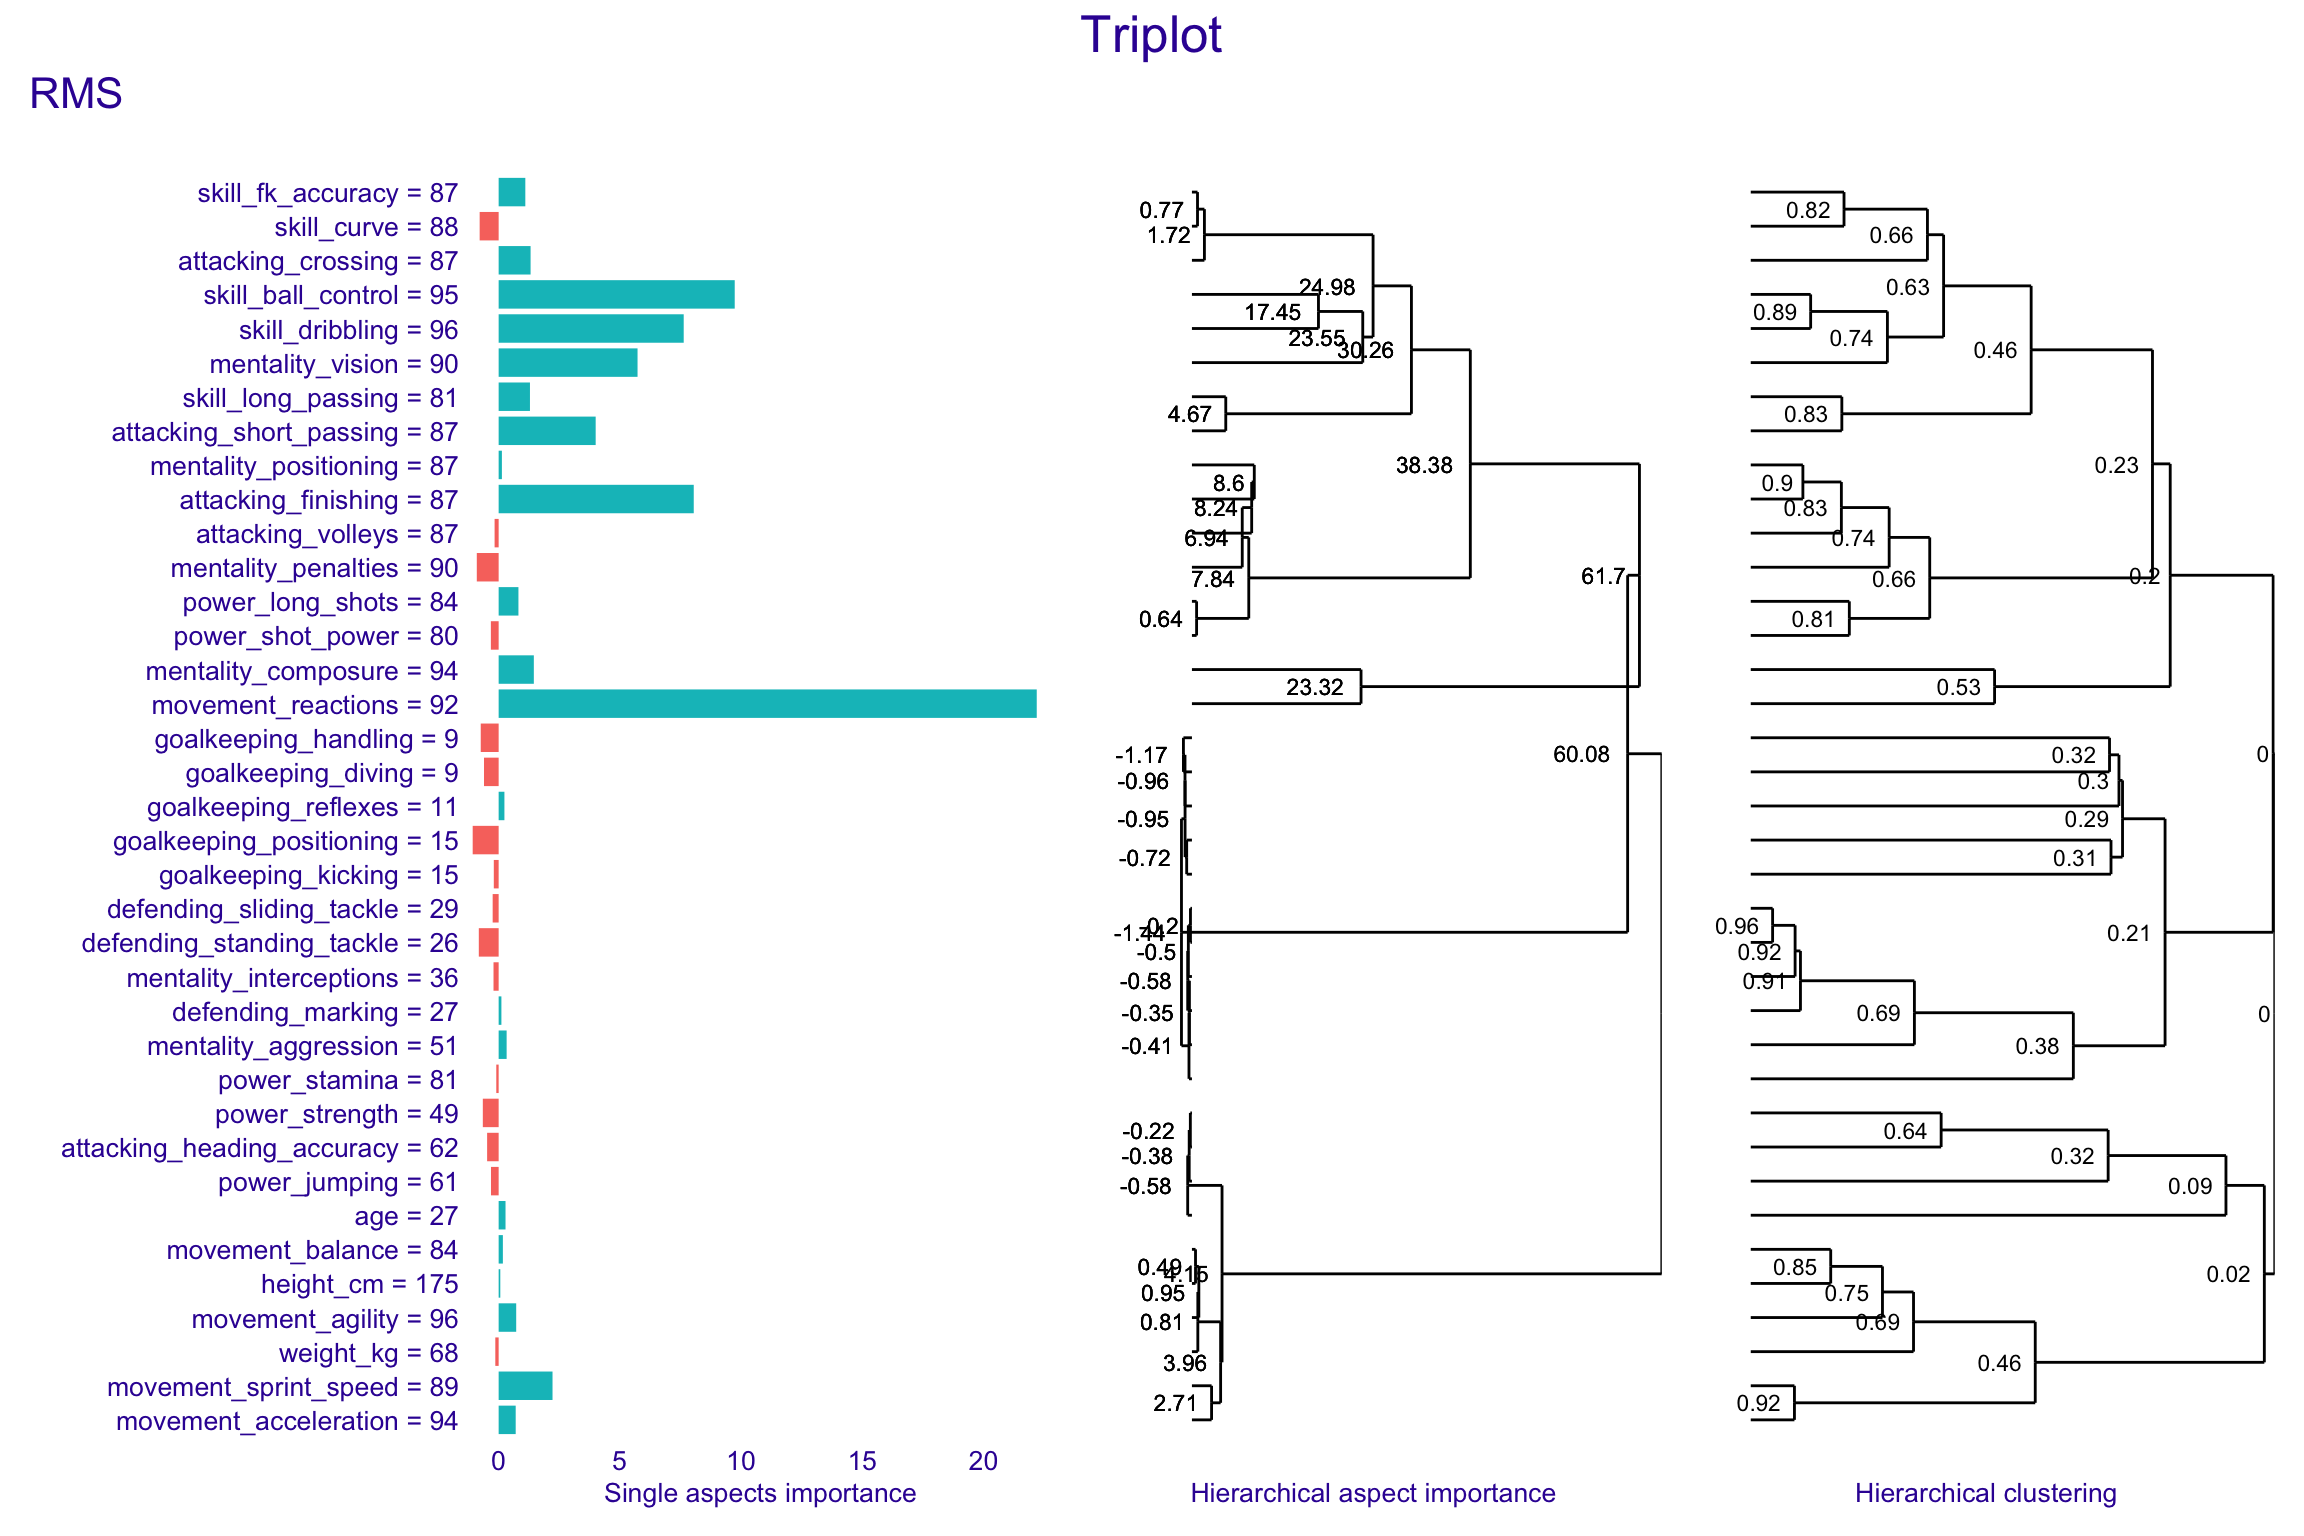 Triplot
RMS
skill_fk_accuracy = 87
skill_curve = 88
attacking_crossing = 87
skill_ball_control = 95
skill_dribbling = 96
mentality_vision = 90
skill_long_passing = 81
attacking_short_passing = 87
mentality_positioning = 87
attacking_finishing = 87
attacking_volleys = 87
mentality_penalties = 90
power_long_shots = 84
power_shot_power = 80
mentality_composure = 94
movement_reactions = 92
goalkeeping_handling = 9
goalkeeping_diving = 9
goalkeeping_reflexes = 11
goalkeeping_positioning = 15
goalkeeping_kicking = 15
defending_sliding_tackle = 29
defending_standing_tackle = 26
mentality_interceptions = 36
defending_marking = 27
mentality_aggression = 51
power_stamina = 81
power_strength = 49
attacking_heading_accuracy = 62
power_jumping = 61
age = 27
movement_balance = 84
height_cm = 175
movement_agility = 96
weight_kg = 68
movement_sprint_speed = 89
movement_acceleration = 94
0 5 10 15 20
Single aspects importance
0.77
1.72
24.98
17.45
23.55
30.26
4.67
38.38
8.6
8.24
6.94
61.7
7.84
0.64
23.32
60.08
-1.17
-0.96
-0.95
-0.72
-1.44
-0.5
-0.58
-0.35
-0.41
-0.22
-0.38
-0.58
0.49
4.15
0.95
0.81
3.96
2.71
Hierarchical aspect importance
0.82
0.66
0.63
0.89
0.74
0.46
0.83
0.23
0.9
0.83
0.74
0.2
0.66
0.81
0.53
0
0.32
0.3
0.29
0.31
0.96
0.21
0.92
0.91
0.69
0
0.38
0.64
0.32
0.09
0.85
0.02
0.75
0.69
0.46
0.92
Hierarchical clustering